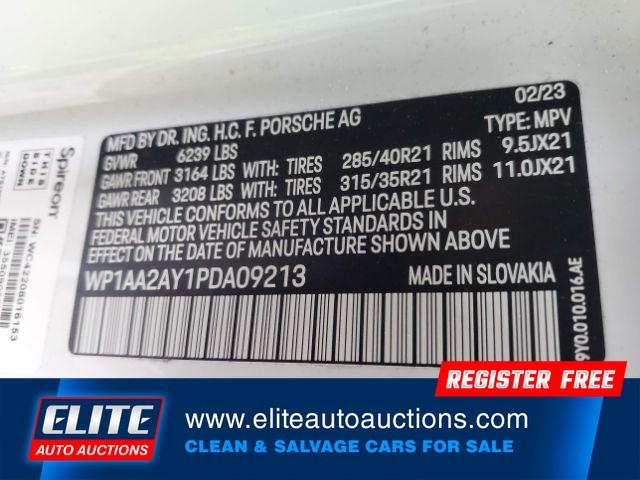 02/23
MFD BY DR. ING. H.C. F. PORSCHE AG
TYPE: MPV
GVWR 6239 LBS
GAWR FRONT 3164 LBS WITH: TIRES 285/40R21 RIMS 9.5JX21
GAWR REAR 3208 LBS WITH: TIRES 315/35R21 RIMS 11.0JX21
THIS VEHICLE CONFORMS TO ALL APPLICABLE U.S.
FEDERAL MOTOR VEHICLE SAFETY STANDARDS IN
EFFECT ON THE DATE OF MANUFACTURE SHOWN ABOVE.
WP1AA2AY1PDA09213 MADE IN SLOVAKIA
9Y0.010.016.AE
Spireon
THIS
SIDE
DOWN
REGISTER FREE
ELITE
AUTO AUCTIONS
www.eliteautoauctions.com
CLEAN & SALVAGE CARS FOR SALE